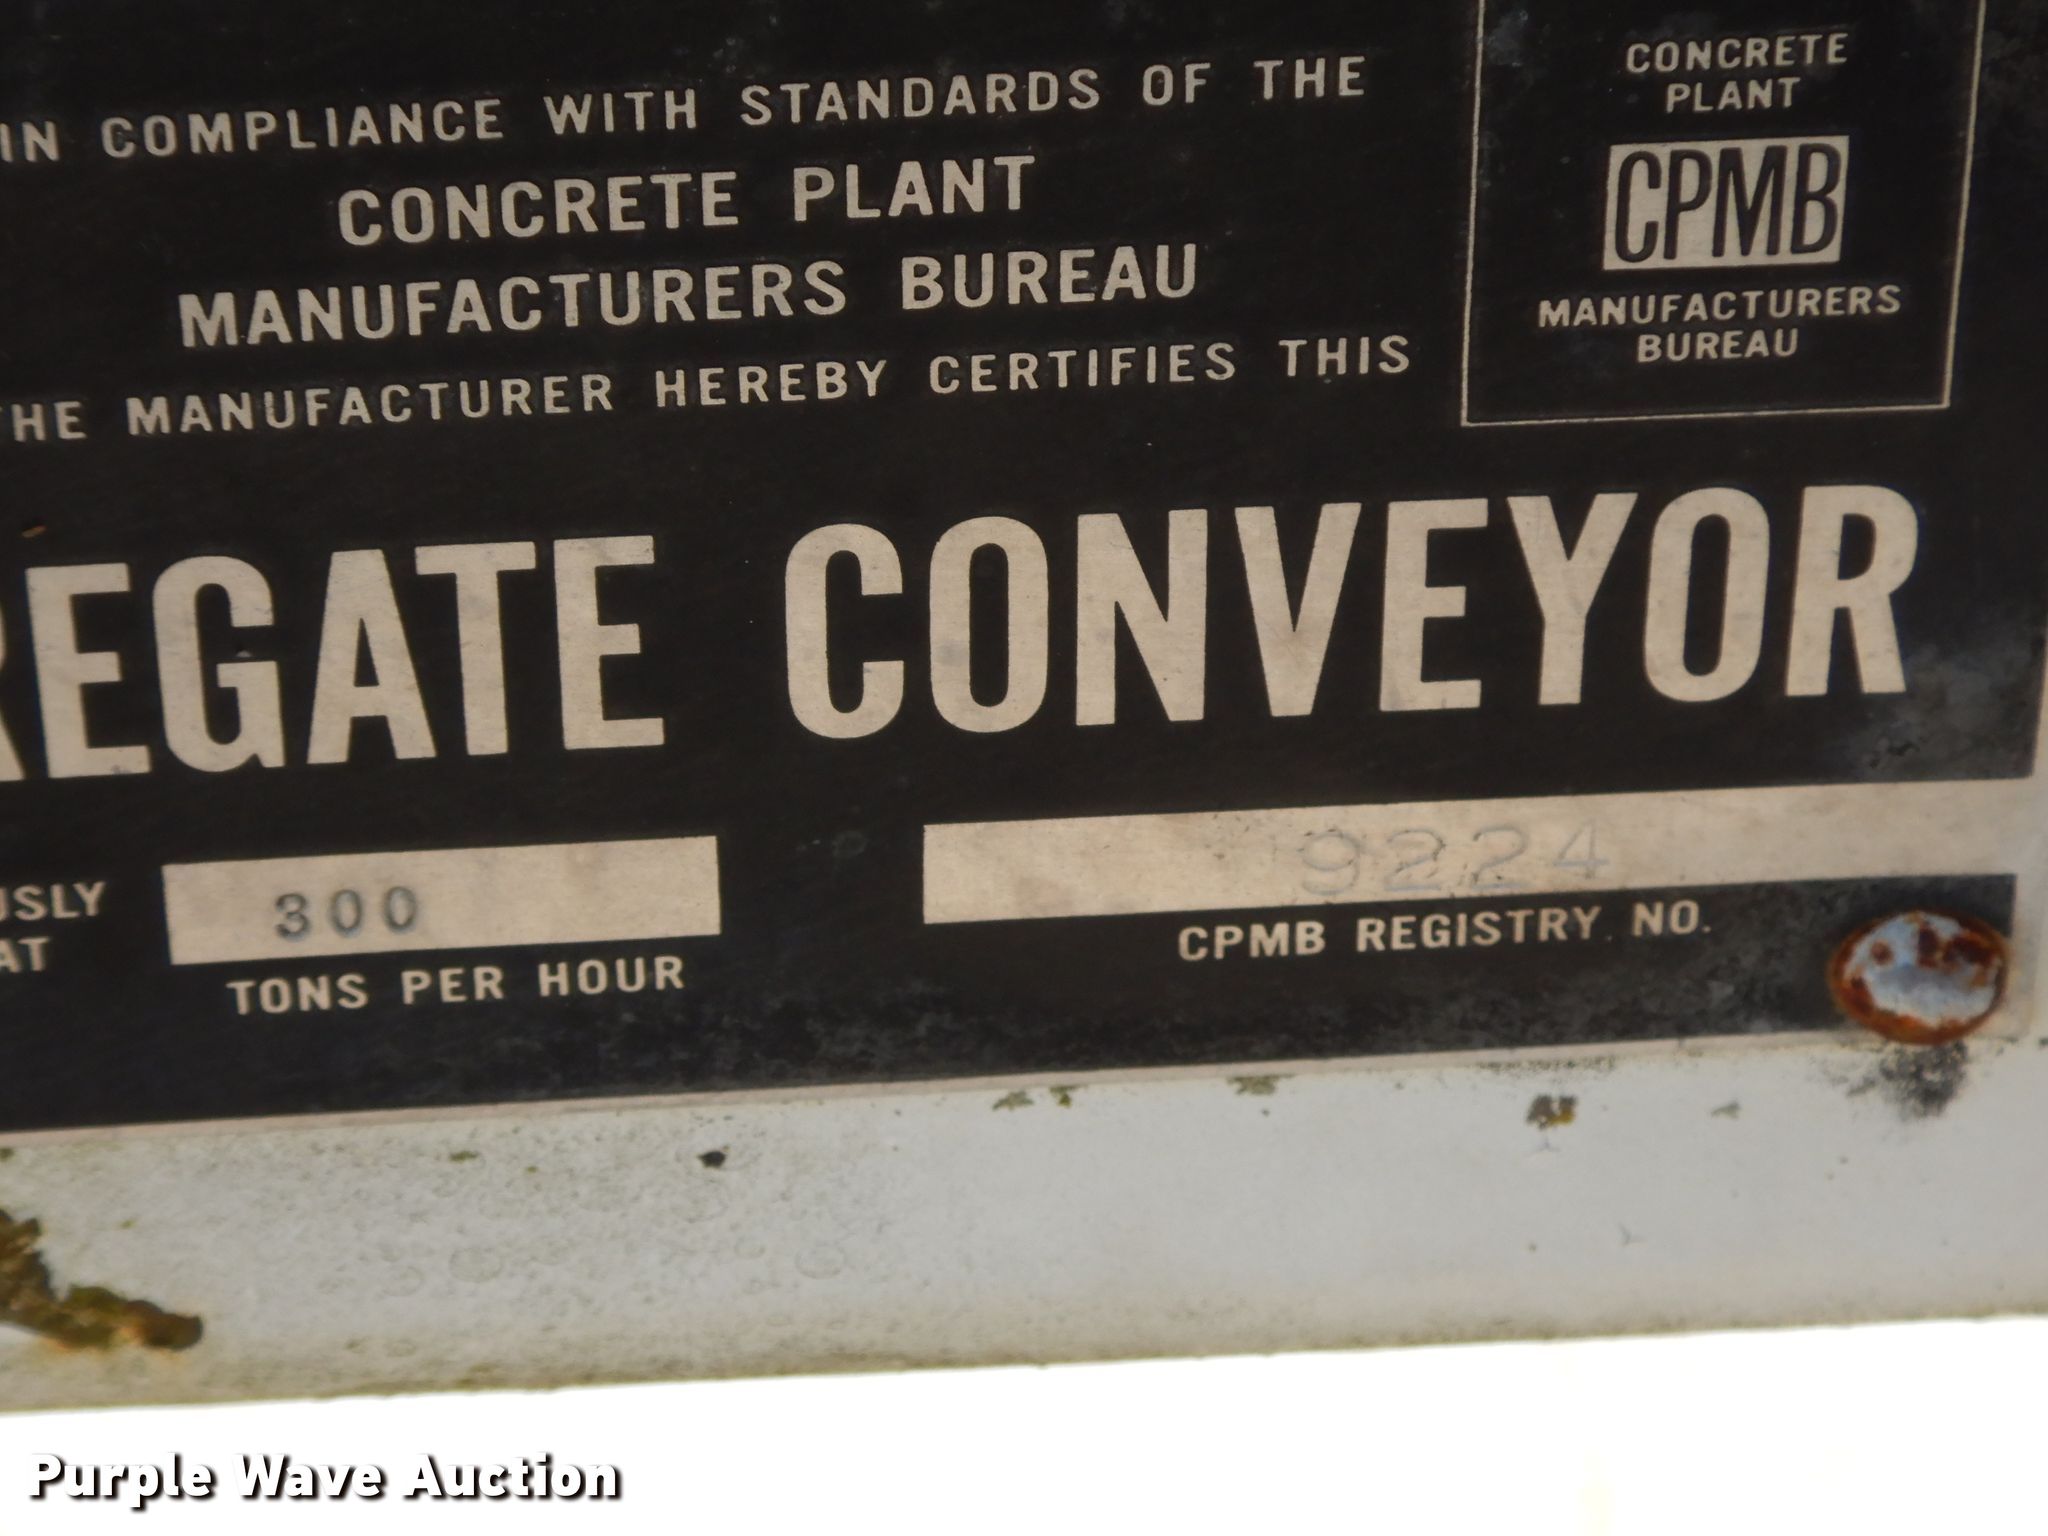 IN COMPLIANCE WITH STANDARDS OF THE
CONCRETE PLANT
MANUFACTURERS BUREAU
HE MANUFACTURER HEREBY CERTIFIES THIS
CONCRETE
PLANT
CPMB
MANUFACTURERS
BUREAU
REGATE CONVEYOR
USLY
AT
300
TONS PER HOUR
9224
CPMB REGISTRY NO.
Purple Wave Auction